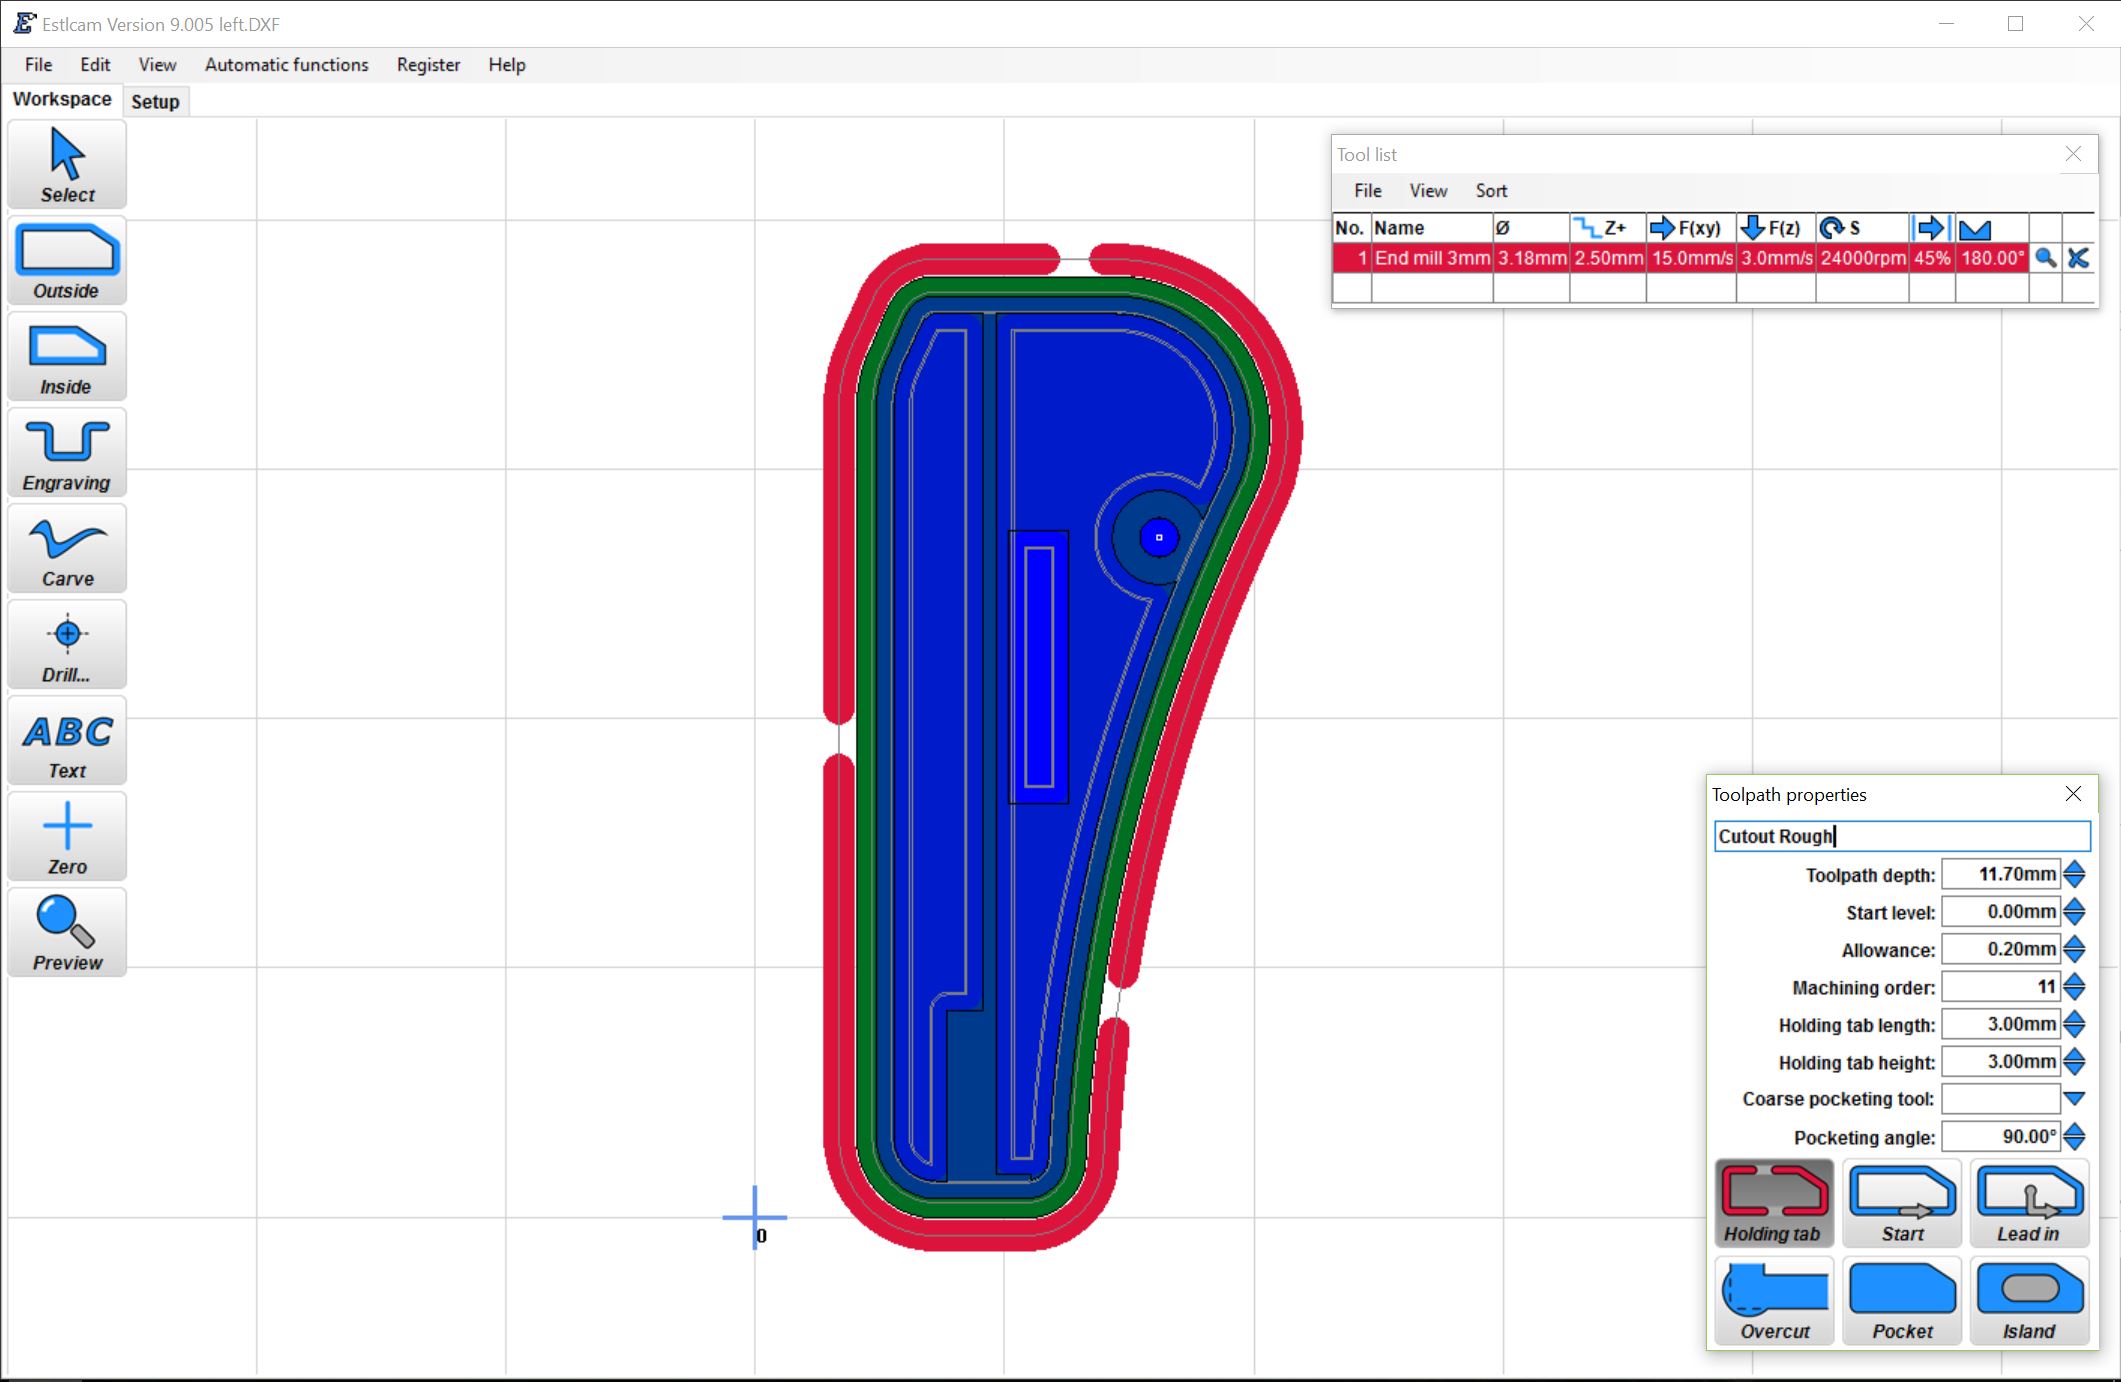 Estlcam Version 9.005 left.DXF
File Edit View Automatic functions Register Help
Workspace Setup
Select
Outside
Inside
Engraving
Carve
Drill...
ABC
Text
Zero
Preview
0
Tool list
File View Sort
No. Name Ø Z+ F(xy) F(z) S
1 End mill 3mm 3.18mm 2.50mm 15.0mm/s 3.0mm/s 24000rpm 45% 180.00°
Toolpath properties
Cutout Rough
Toolpath depth: 11.70mm
Start level: 0.00mm
Allowance: 0.20mm
Machining order: 11
Holding tab length: 3.00mm
Holding tab height: 3.00mm
Coarse pocketing tool:
Pocketing angle: 90.00°
Holding tab Start Lead in
Overcut Pocket Island